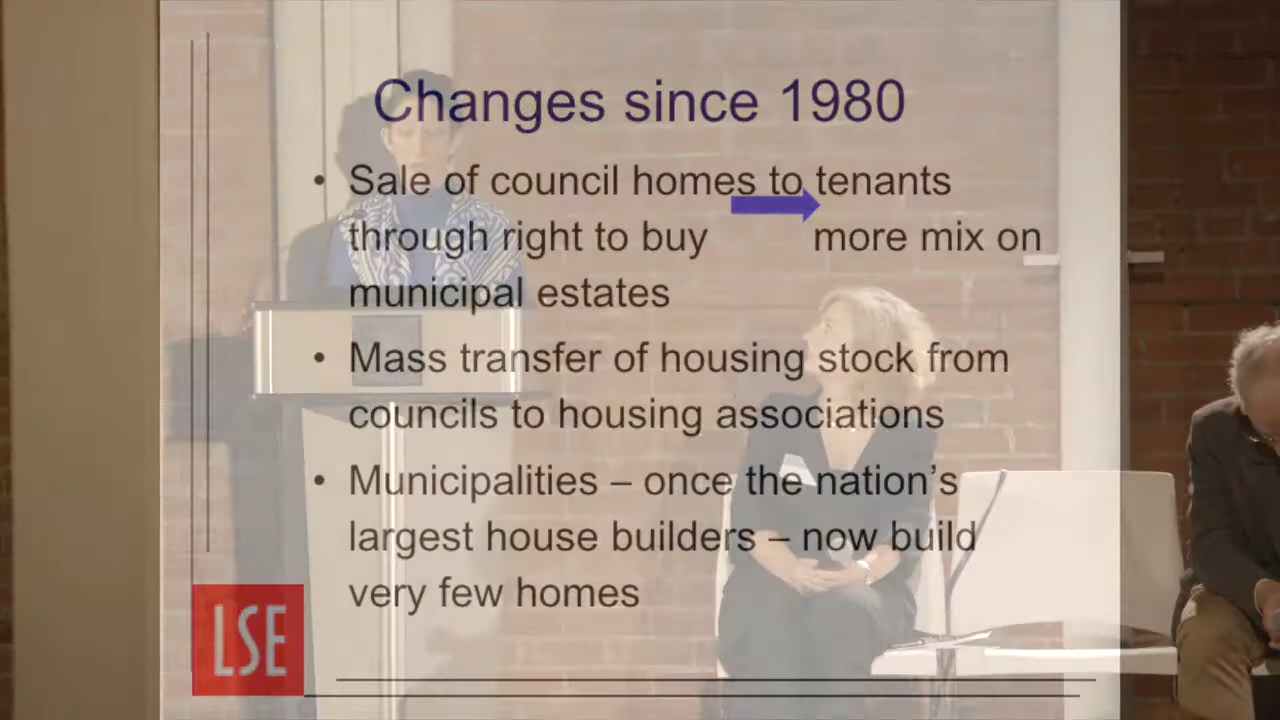 Changes since 1980
• Sale of council homes to tenants
through right to buy more mix on
municipal estates
• Mass transfer of housing stock from
councils to housing associations
• Municipalities – once the nation's
largest house builders – now build
very few homes
LSE